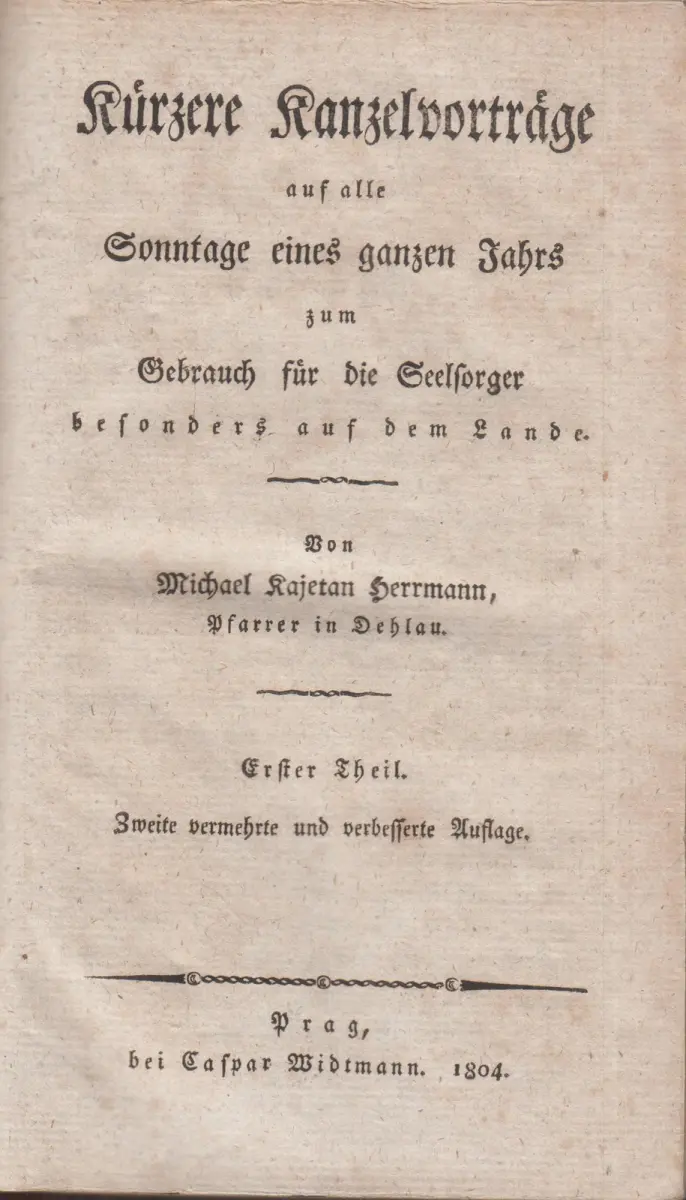 Kürzere Kanzelvorträge
auf alle
Sonntage eines ganzen Jahrs
zum
Gebrauch für die Seelsorger
besonders auf dem Lande.
Von
Michael Kajetan Herrmann,
Pfarrer in Dehlau.
Erster Theil.
Zweite vermehrte und verbesserte Auflage.
Prag,
bei Caspar Widtmann. 1804.